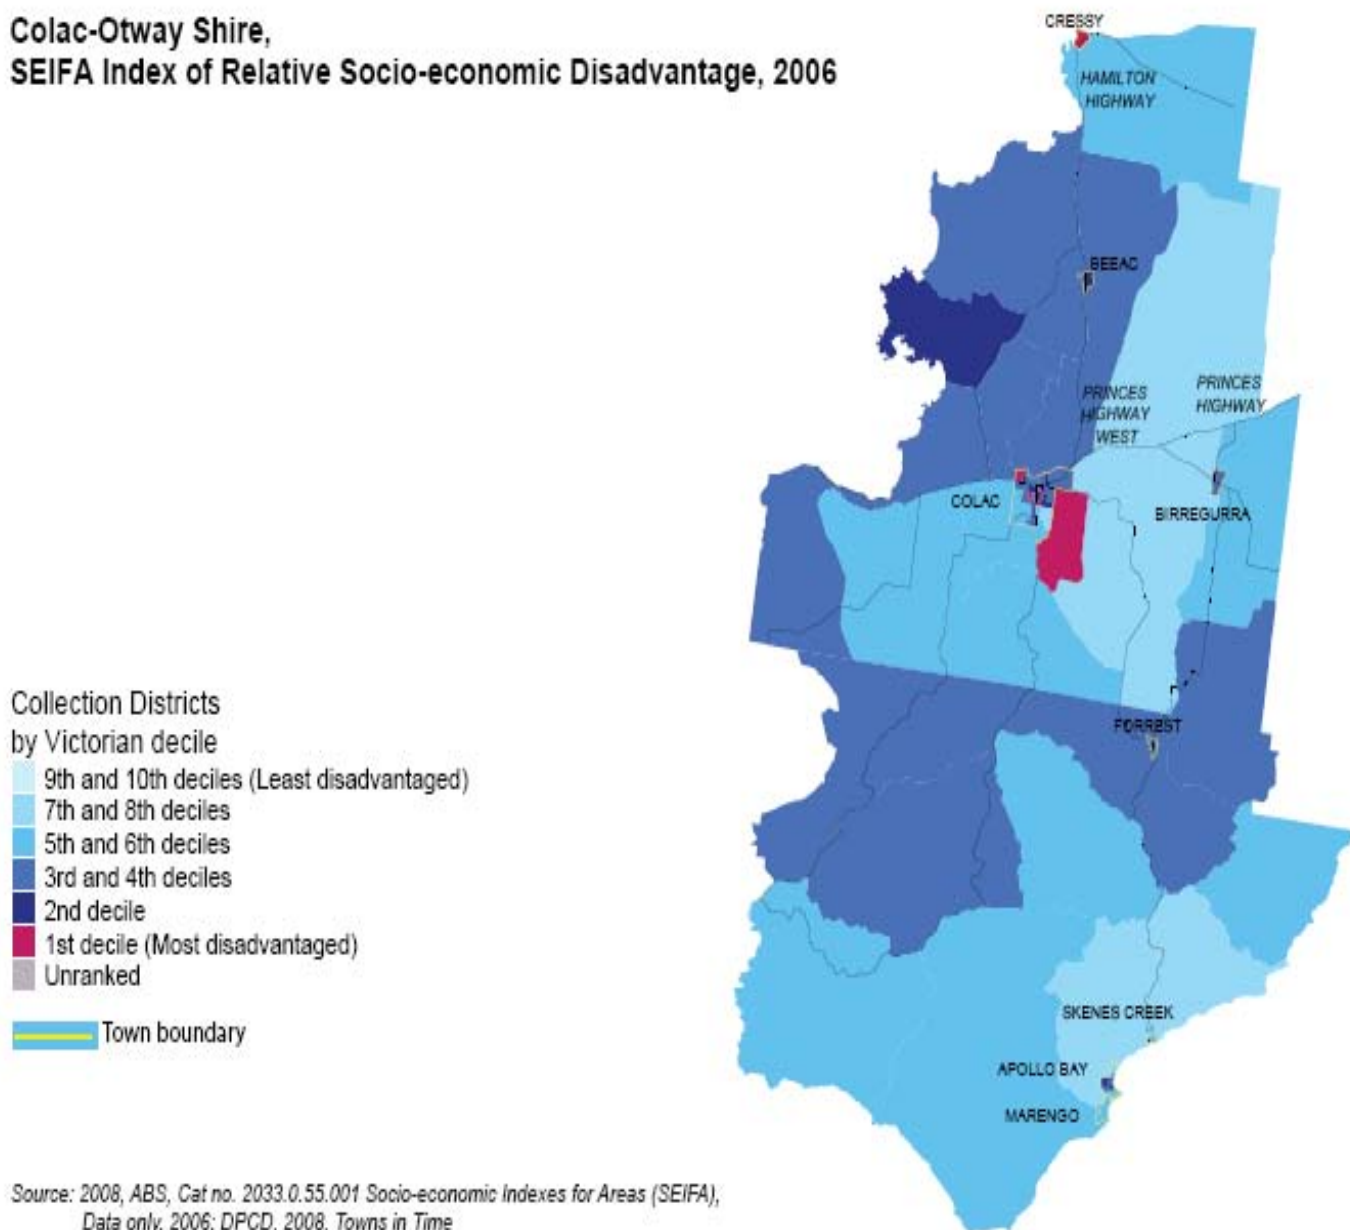 Colac-Otway Shire,
SEIFA Index of Relative Socio-economic Disadvantage, 2006
CRESSY
HAMILTON
HIGHWAY
BEEAC
PRINCES
HIGHWAY
WEST
PRINCES
HIGHWAY
COLAC
BIRREGURRA
FORREST
SKENES CREEK
APOLLO BAY
MARENGO
Collection Districts
by Victorian decile
9th and 10th deciles (Least disadvantaged)
7th and 8th deciles
5th and 6th deciles
3rd and 4th deciles
2nd decile
1st decile (Most disadvantaged)
Unranked
Town boundary
Source: 2008, ABS, Cat no. 2033.0.55.001 Socio-economic Indexes for Areas (SEIFA),
Data only, 2006; DPCD, 2008, Towns in Time